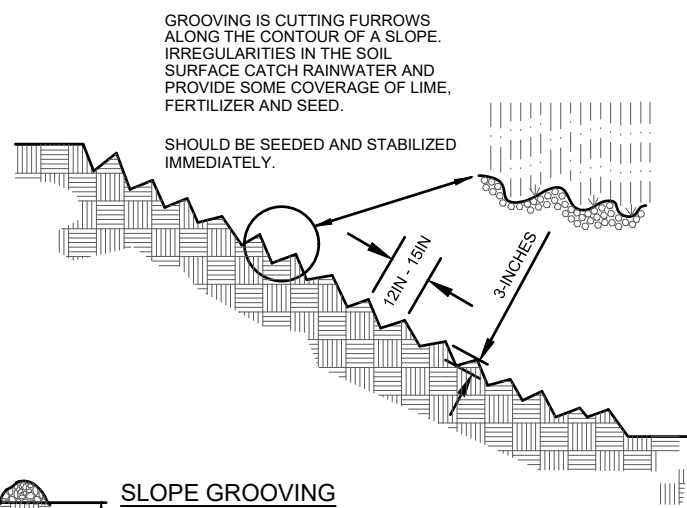 GROOVING IS CUTTING FURROWS
ALONG THE CONTOUR OF A SLOPE.
IRREGULARITIES IN THE SOIL
SURFACE CATCH RAINWATER AND
PROVIDE SOME COVERAGE OF LIME,
FERTILIZER AND SEED.
SHOULD BE SEEDED AND STABILIZED
IMMEDIATELY.
12IN - 15IN
3-INCHES
SLOPE GROOVING